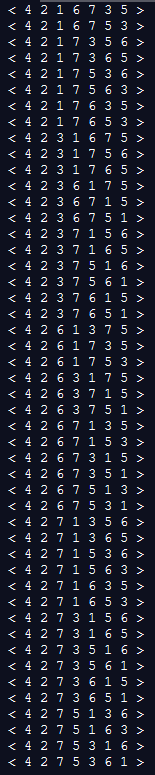 < 4 2 1 6 7 3 5 >
< 4 2 1 6 7 5 3 >
< 4 2 1 7 3 5 6 >
< 4 2 1 7 3 6 5 >
< 4 2 1 7 5 3 6 >
< 4 2 1 7 5 6 3 >
< 4 2 1 7 6 3 5 >
< 4 2 1 7 6 5 3 >
< 4 2 3 1 6 7 5 >
< 4 2 3 1 7 5 6 >
< 4 2 3 1 7 6 5 >
< 4 2 3 6 1 7 5 >
< 4 2 3 6 7 1 5 >
< 4 2 3 6 7 5 1 >
< 4 2 3 7 1 5 6 >
< 4 2 3 7 1 6 5 >
< 4 2 3 7 5 1 6 >
< 4 2 3 7 5 6 1 >
< 4 2 3 7 6 1 5 >
< 4 2 3 7 6 5 1 >
< 4 2 6 1 3 7 5 >
< 4 2 6 1 7 3 5 >
< 4 2 6 1 7 5 3 >
< 4 2 6 3 1 7 5 >
< 4 2 6 3 7 1 5 >
< 4 2 6 3 7 5 1 >
< 4 2 6 7 1 3 5 >
< 4 2 6 7 1 5 3 >
< 4 2 6 7 3 1 5 >
< 4 2 6 7 3 5 1 >
< 4 2 6 7 5 1 3 >
< 4 2 6 7 5 3 1 >
< 4 2 7 1 3 5 6 >
< 4 2 7 1 3 6 5 >
< 4 2 7 1 5 3 6 >
< 4 2 7 1 5 6 3 >
< 4 2 7 1 6 3 5 >
< 4 2 7 1 6 5 3 >
< 4 2 7 3 1 5 6 >
< 4 2 7 3 1 6 5 >
< 4 2 7 3 5 1 6 >
< 4 2 7 3 5 6 1 >
< 4 2 7 3 6 1 5 >
< 4 2 7 3 6 5 1 >
< 4 2 7 5 1 3 6 >
< 4 2 7 5 1 6 3 >
< 4 2 7 5 3 1 6 >
< 4 2 7 5 3 6 1 >